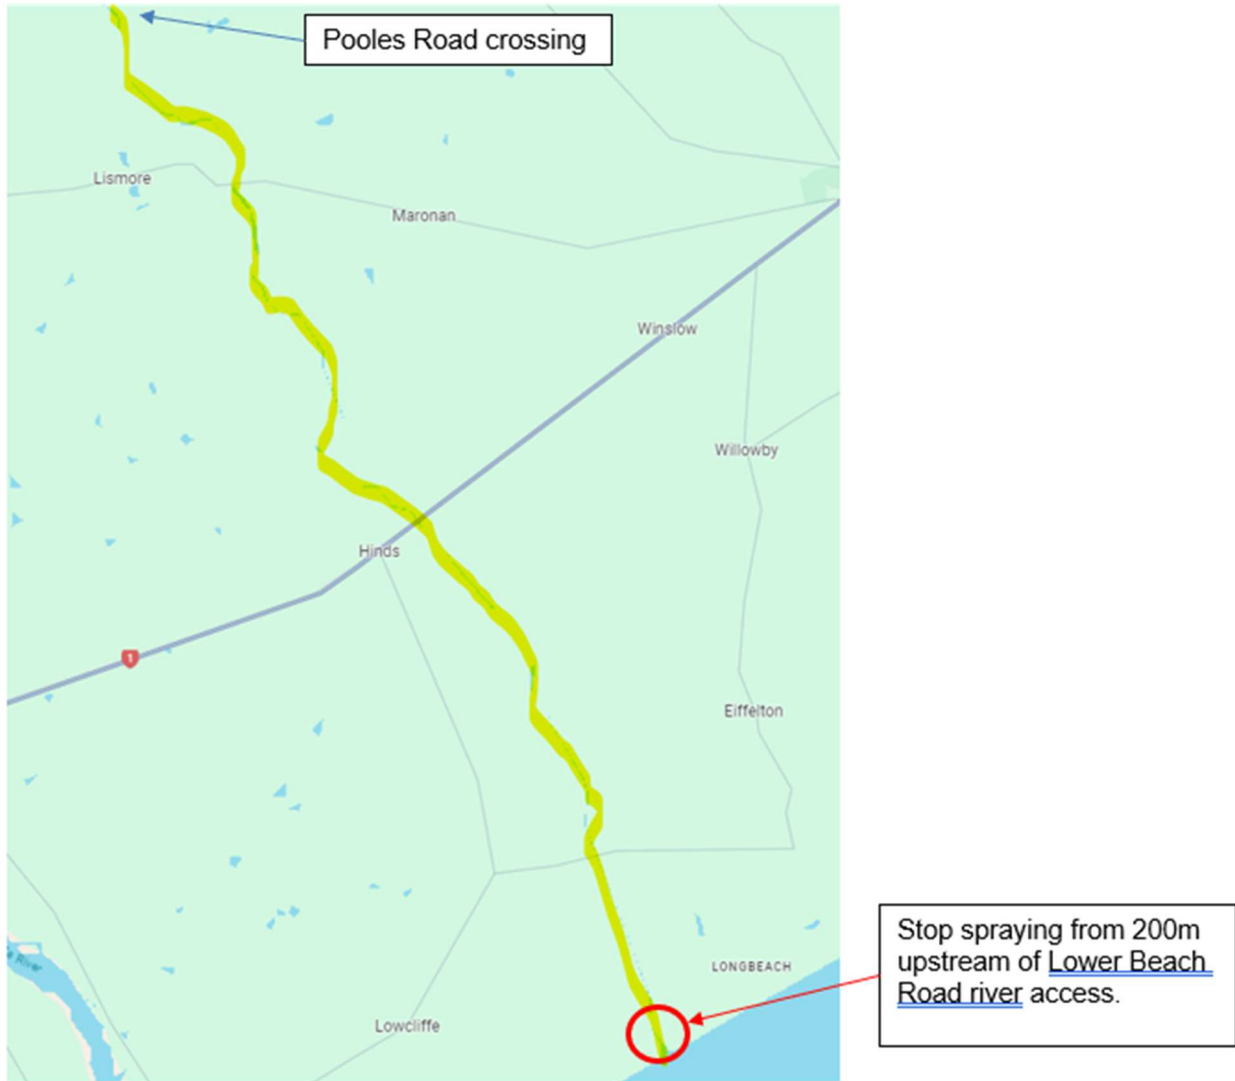 Pooles Road crossing
Lismore
Maronan
Winslow
Willowby
Hinds
1
Eiffelton
Stop spraying from 200m
upstream of Lower Beach
Road river access.
LONGBEACH
River
Lowcliffe